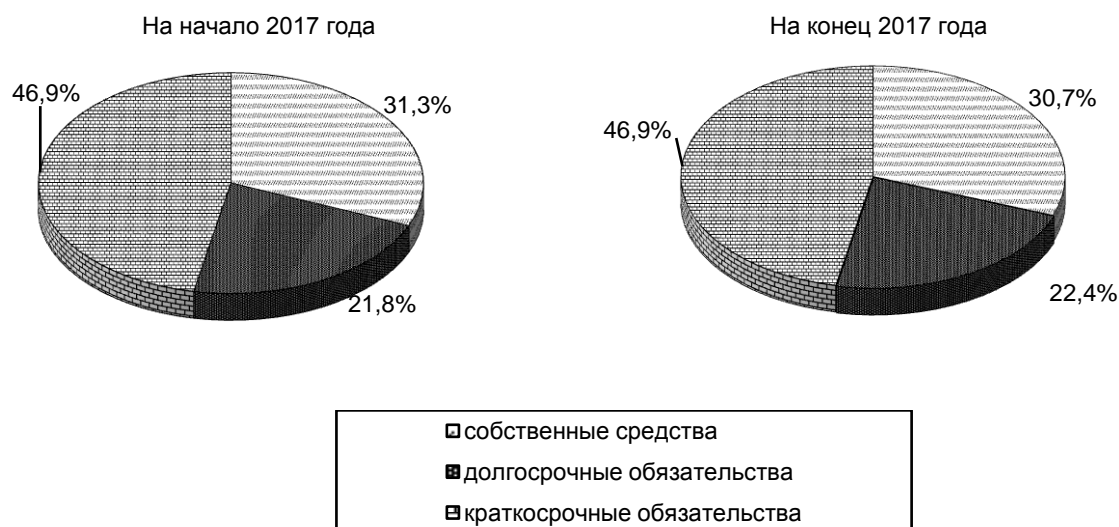 На начало 2017 года
46,9%
31,3%
21,8%
На конец 2017 года
46,9%
30,7%
22,4%
собственные средства
долгосрочные обязательства
краткосрочные обязательства